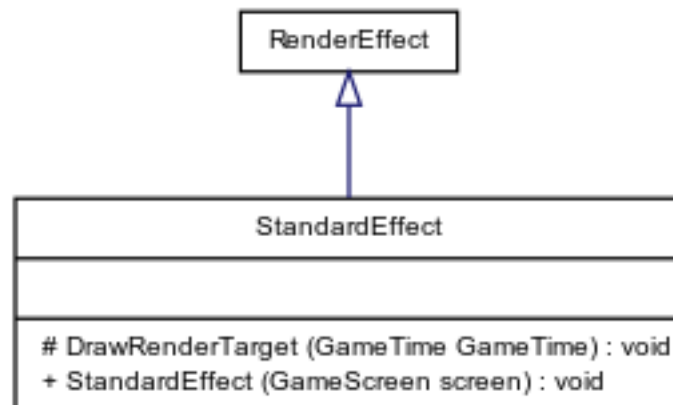 RenderEffect
StandardEffect
# DrawRenderTarget (GameTime GameTime) : void
+ StandardEffect (GameScreen screen) : void